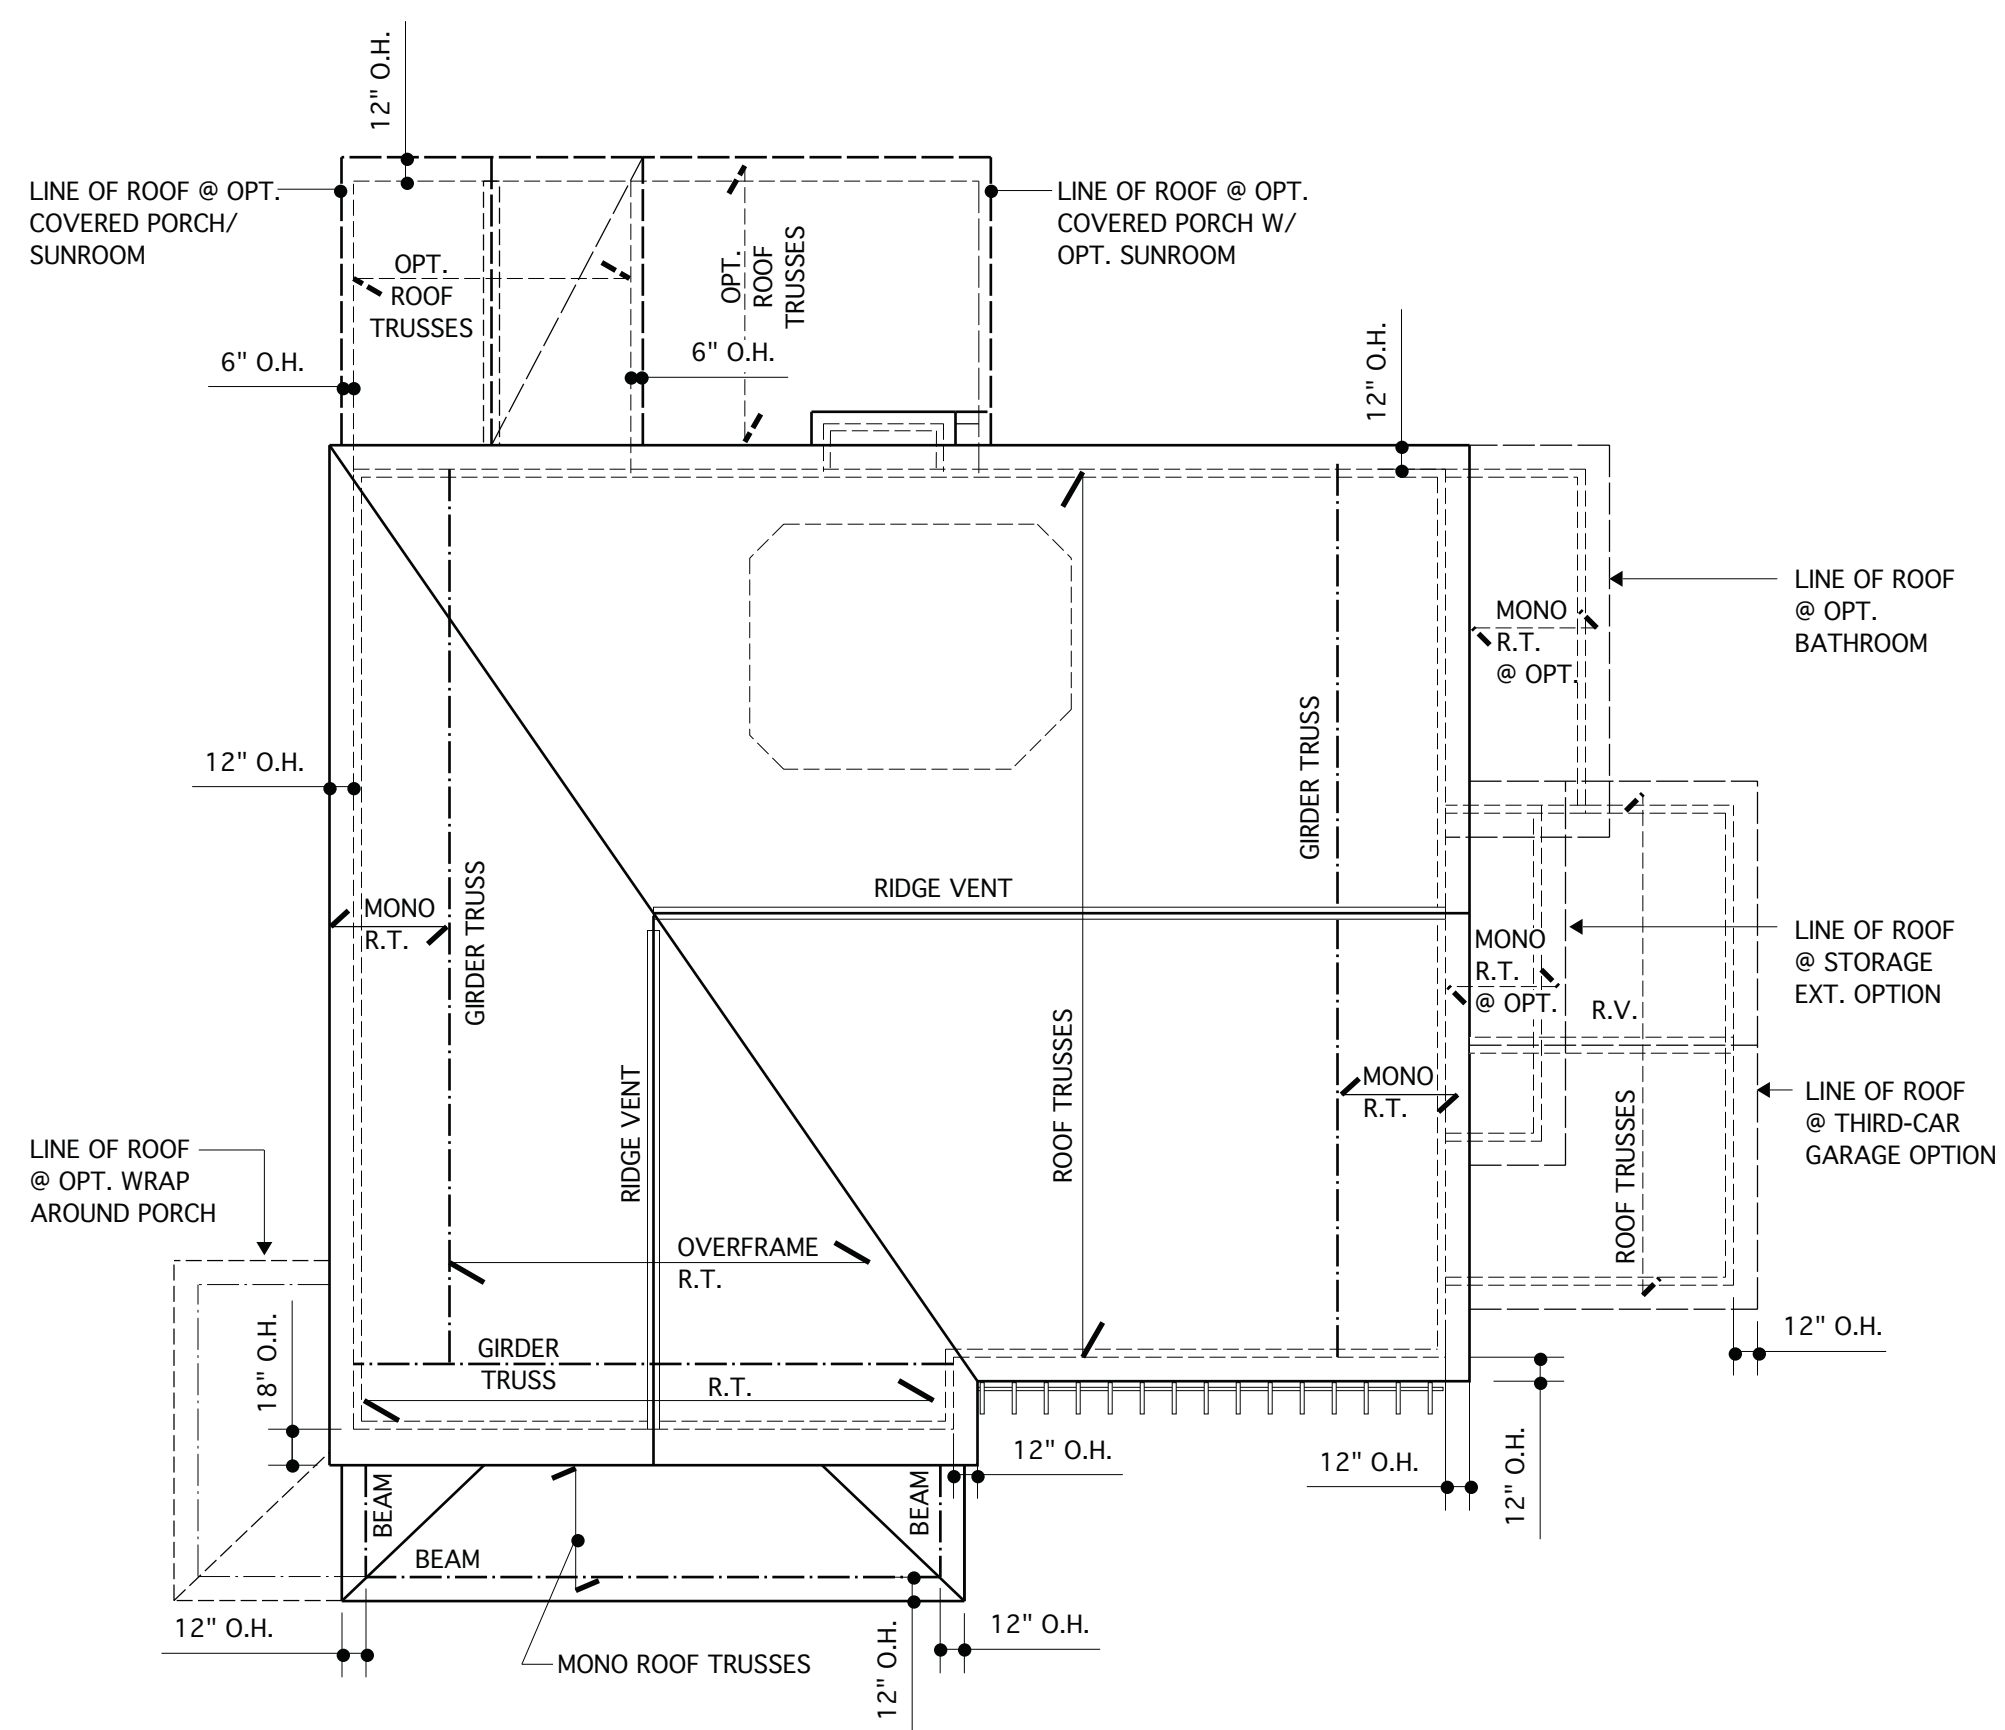 12" O.H.
LINE OF ROOF @ OPT.
COVERED PORCH/
SUNROOM
LINE OF ROOF @ OPT.
COVERED PORCH W/
OPT. SUNROOM
OPT.
ROOF
TRUSSES
OPT.
ROOF
TRUSSES
6" O.H.
6" O.H.
12" O.H.
LINE OF ROOF
@ OPT.
BATHROOM
MONO
R.T.
@ OPT.
12" O.H.
GIRDER TRUSS
GIRDER TRUSS
RIDGE VENT
MONO
R.T.
MONO
R.T.
@ OPT.
LINE OF ROOF
@ STORAGE
EXT. OPTION
R.V.
RIDGE VENT
ROOF TRUSSES
MONO
R.T.
ROOF TRUSSES
LINE OF ROOF
@ THIRD-CAR
GARAGE OPTION
LINE OF ROOF
@ OPT. WRAP
AROUND PORCH
OVERFRAME
R.T.
18" O.H.
GIRDER
TRUSS
R.T.
12" O.H.
12" O.H.
12" O.H.
12" O.H.
BEAM
BEAM
BEAM
12" O.H.
12" O.H.
12" O.H.
MONO ROOF TRUSSES